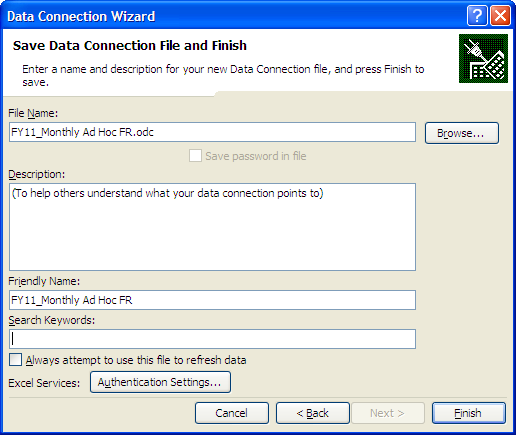 Data Connection Wizard
Save Data Connection File and Finish
Enter a name and description for your new Data Connection file, and press Finish to
save.
File Name:
FY11_Monthly Ad Hoc FR.odc
Browse...
Save password in file
Description:
(To help others understand what your data connection points to)
Friendly Name:
FY11_Monthly Ad Hoc FR
Search Keywords:
Always attempt to use this file to refresh data
Excel Services: Authentication Settings...
Cancel < Back Next > Finish